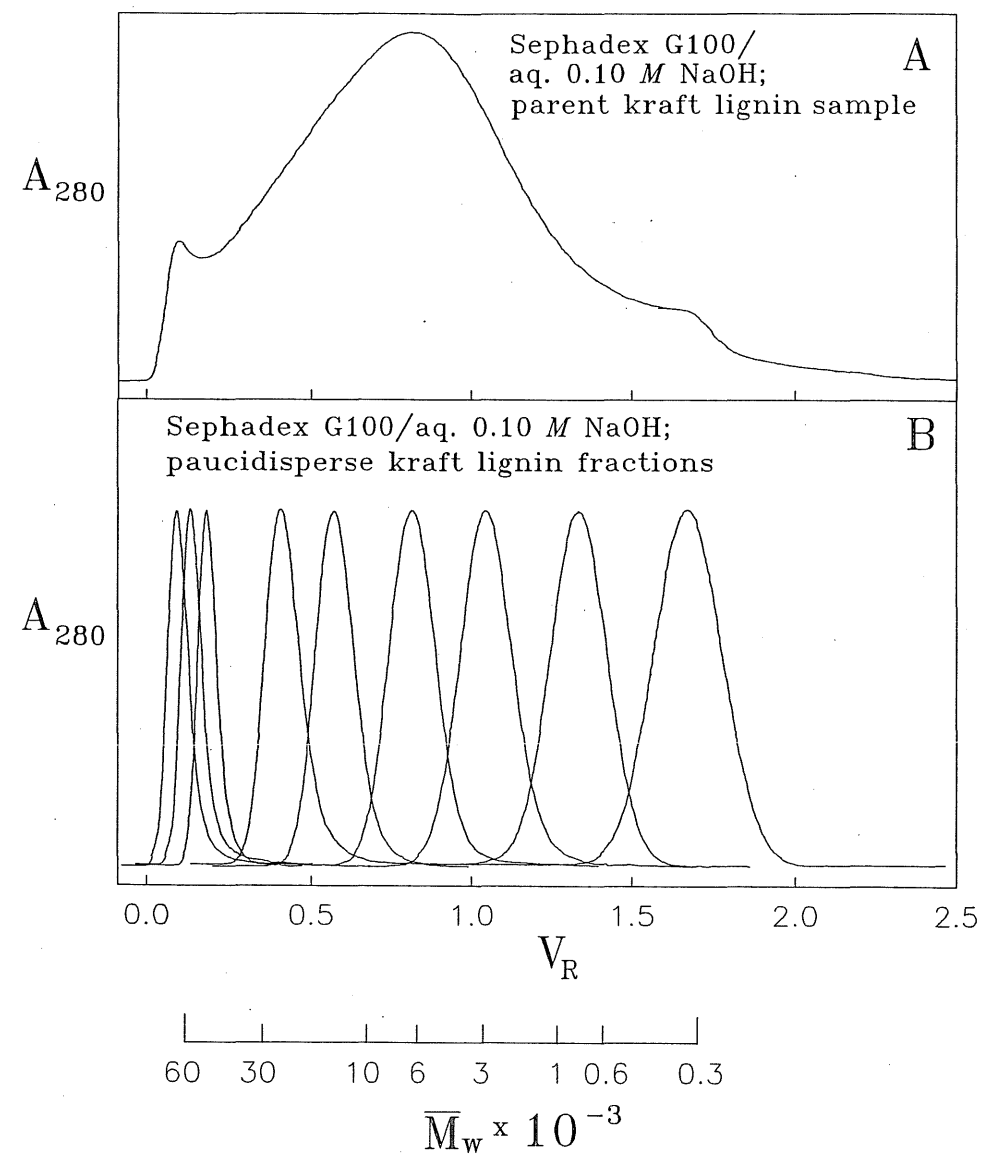 Sephadex G100/
aq. 0.10 M NaOH;
parent kraft lignin sample
A
A280
Sephadex G100/aq. 0.10 M NaOH;
paucidisperse kraft lignin fractions
B
A280
0.0 0.5 1.0 1.5 2.0 2.5
VR
60 30 10 6 3 1 0.6 0.3
M̅w x 10⁻³